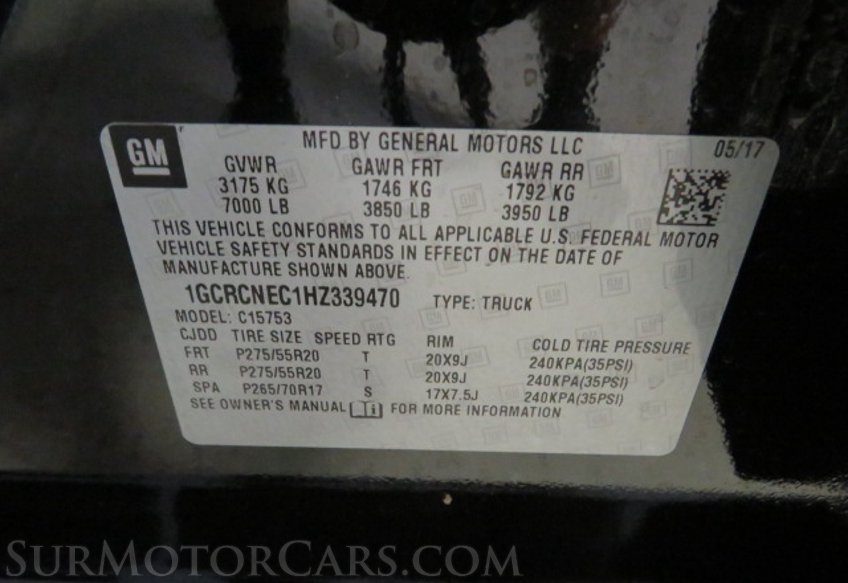 GM
MFD BY GENERAL MOTORS LLC 05/17
GVWR GAWR FRT GAWR RR
3175 KG 1746 KG 1792 KG
7000 LB 3850 LB 3950 LB
THIS VEHICLE CONFORMS TO ALL APPLICABLE U.S. FEDERAL MOTOR
VEHICLE SAFETY STANDARDS IN EFFECT ON THE DATE OF
MANUFACTURE SHOWN ABOVE.
1GCRCNEC1HZ339470 TYPE: TRUCK
MODEL: C15753
CJDD TIRE SIZE SPEED RTG RIM COLD TIRE PRESSURE
FRT P275/55R20 T 20X9J 240KPA(35PSI)
RR P275/55R20 T 20X9J 240KPA(35PSI)
SPA P265/70R17 S 17X7.5J 240KPA(35PSI)
SEE OWNER'S MANUAL FOR MORE INFORMATION
SurMotorCars.com